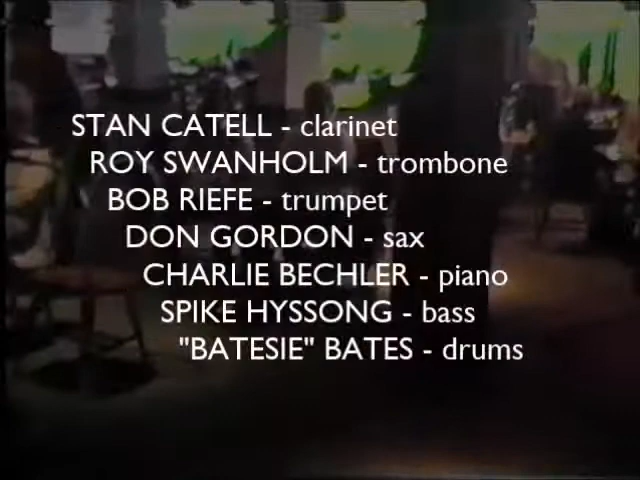 STAN CATELL - clarinet
ROY SWANHOLM - trombone
BOB RIEFE - trumpet
DON GORDON - sax
CHARLIE BECHLER - piano
SPIKE HYSSONG - bass
"BATESIE" BATES - drums